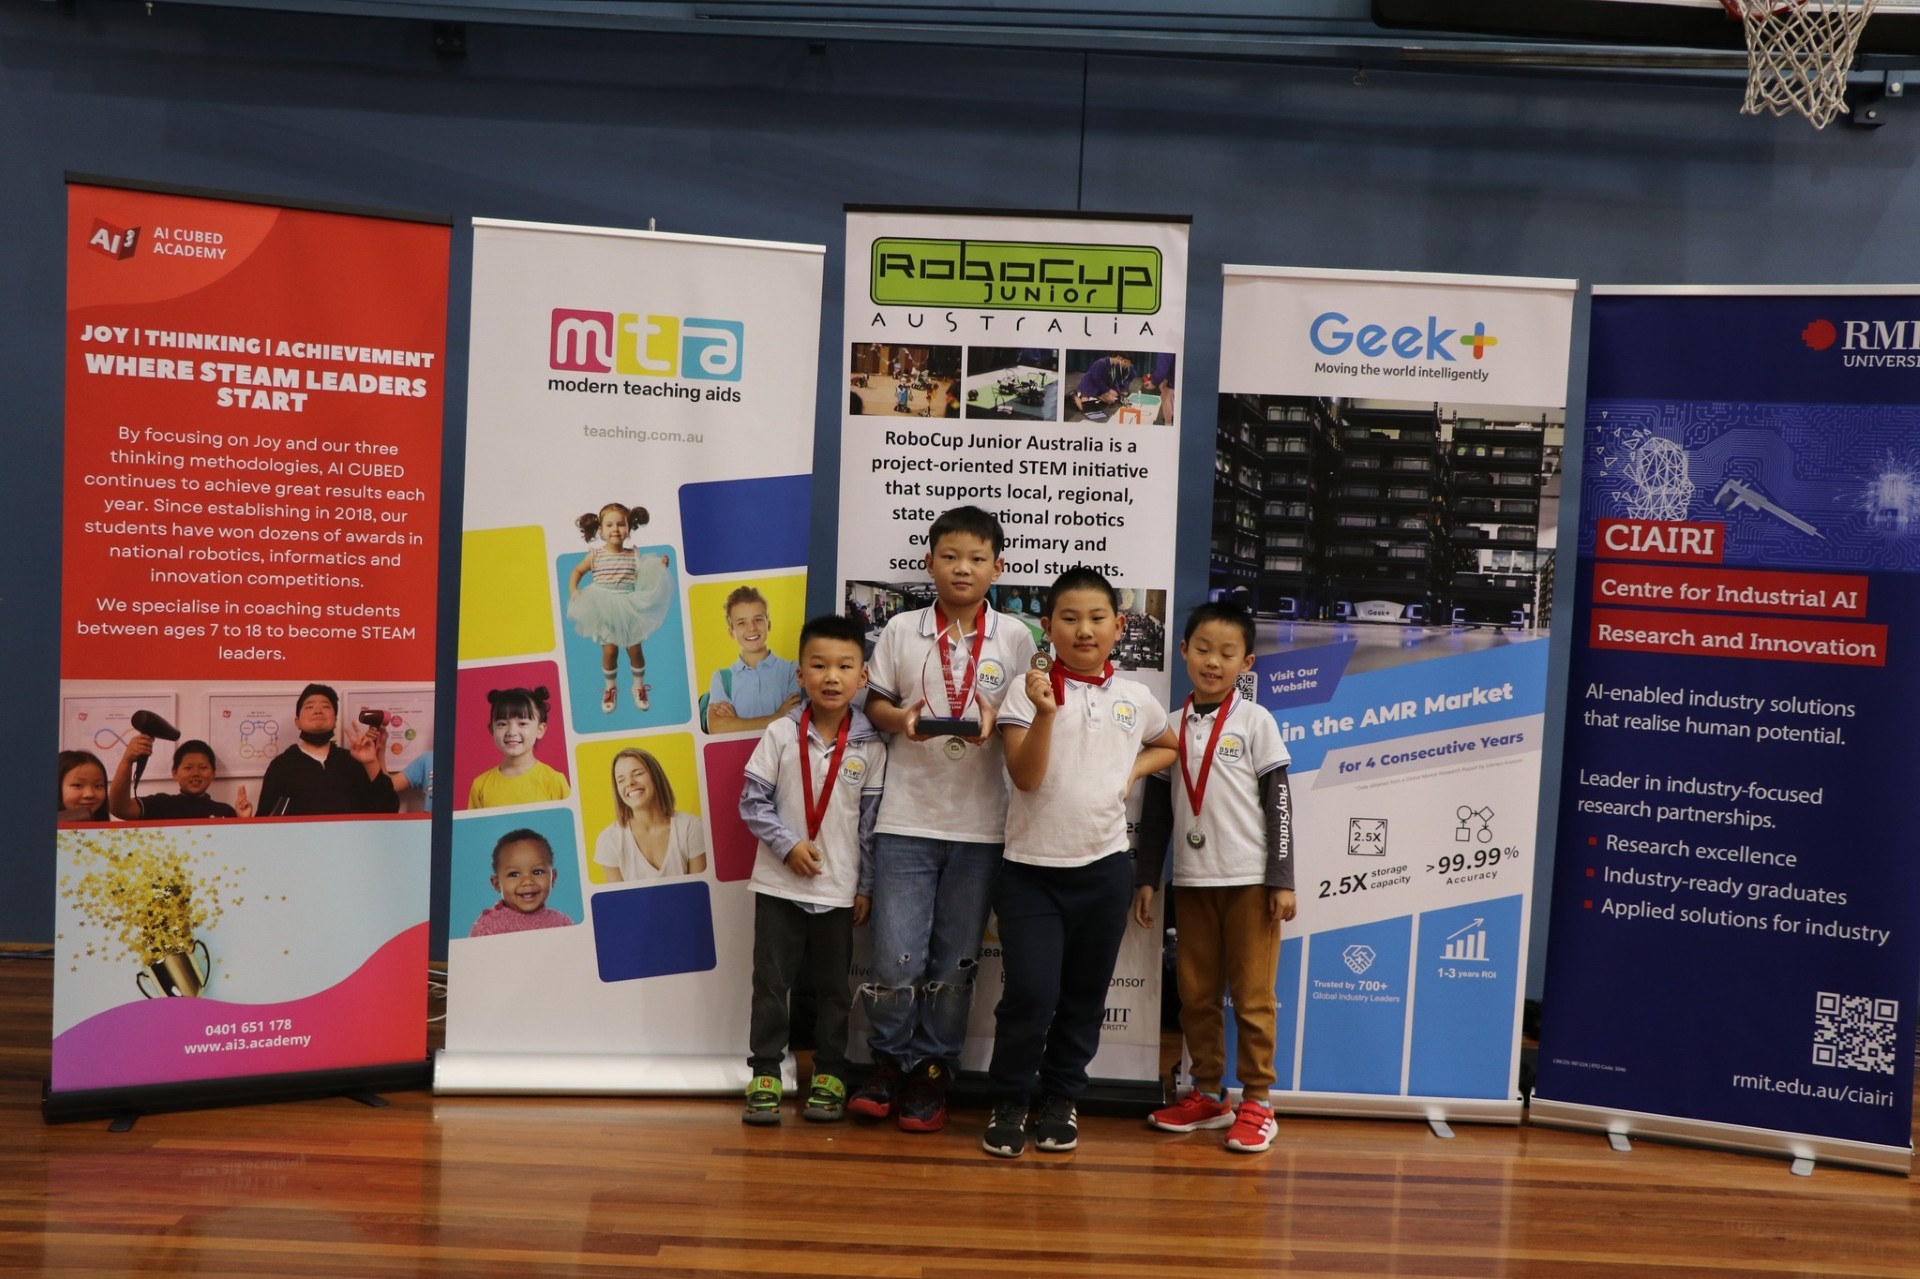 AI3
AI CUBED
ACADEMY
JOY | THINKING | ACHIEVEMENT
WHERE STEAM LEADERS
START
By focusing on Joy and our three
thinking methodologies, AI CUBED
continues to achieve great results each
year. Since establishing in 2018, our
students have won dozens of awards in
national robotics, informatics and
innovation competitions.
We specialise in coaching students
between ages 7 to 18 to become STEAM
leaders.
0401 651 178
www.ai3.academy
mta
modern teaching aids
teaching.com.au
RoboCup
Junior
AUSTRALIA
RoboCup Junior Australia is a
project-oriented STEM initiative
that supports local, regional,
state national robotics
primary and
students.
MIT
Geek+
Moving the world intelligently
Geek+
Visit Our
Website
in the AMR Market
for 4 Consecutive Years
2.5X
2.5X storage
capacity
>99.99%
Accuracy
Trusted by 700+
Global Industry Leaders
1-3 years ROI
PlayStation
RMI
UNIVERSI
CIAIRI
Centre for Industrial AI
Research and Innovation
AI-enabled industry solutions
that realise human potential.
Leader in industry-focused
research partnerships.
Research excellence
Industry-ready graduates
Applied solutions for industry
rmit.edu.au/ciairi